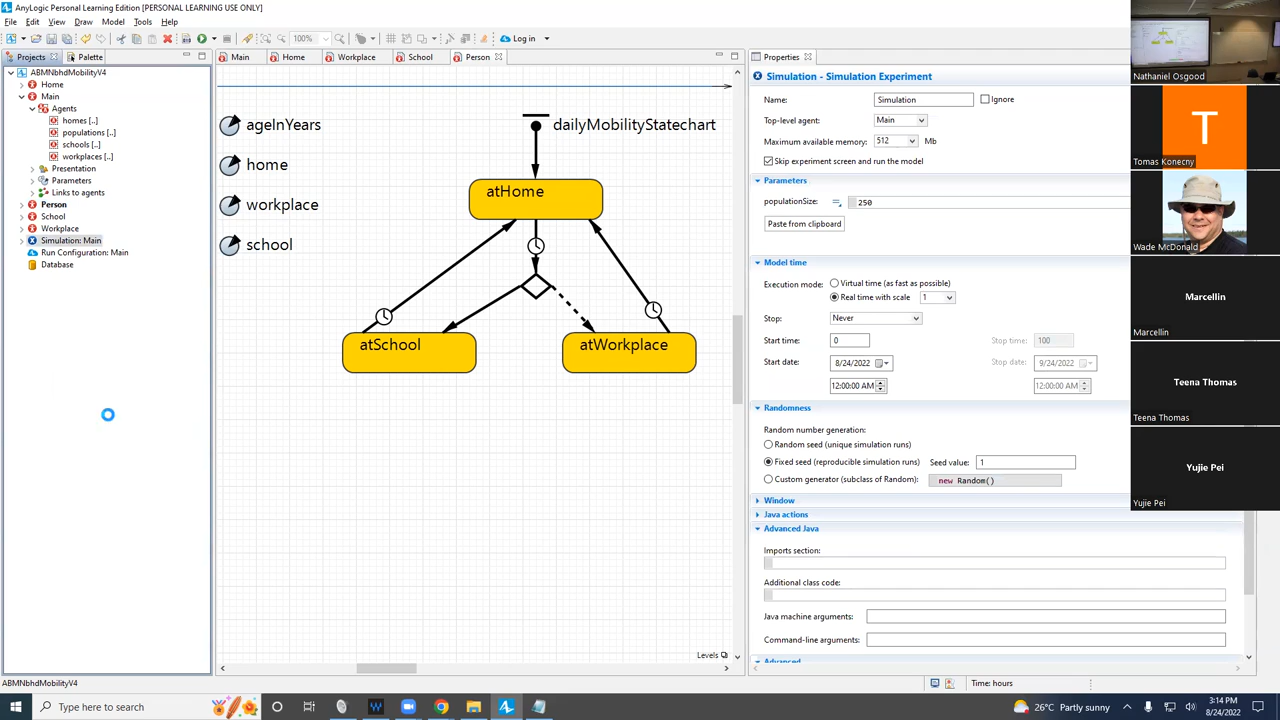 AnyLogic Personal Learning Edition [PERSONAL LEARNING USE ONLY]
File Edit View Draw Model Tools Help
100% Log in
Projects Palette
Main Home Workplace School Person
Properties
ABMNbhdMobilityV4
Home
Main
Agents
homes [..]
populations [..]
schools [..]
workplaces [..]
Presentation
Parameters
Links to agents
Person
School
Workplace
Simulation: Main
Run Configuration: Main
Database
ageInYears
home
workplace
school
dailyMobilityStatechart
atHome
atSchool
atWorkplace
Levels
Simulation - Simulation Experiment
Name: Simulation Ignore
Top-level agent: Main
Maximum available memory: 512 Mb
Skip experiment screen and run the model
Parameters
populationSize: 250
Paste from clipboard
Model time
Execution mode: Virtual time (as fast as possible)
Real time with scale 1
Stop: Never
Start time: 0 Stop time: 100
Start date: 8/24/2022 Stop date: 9/24/2022
12:00:00 AM 12:00:00 AM
Randomness
Random number generation:
Random seed (unique simulation runs)
Fixed seed (reproducible simulation runs) Seed value: 1
Custom generator (subclass of Random): new Random()
Window
Java actions
Advanced Java
Imports section:
Additional class code:
Java machine arguments:
Command-line arguments:
Advanced
Nathaniel Osgood
T
Tomas Konecny
Wade McDonald
Marcellin
Marcellin
Teena Thomas
Teena Thomas
Yujie Pei
Yujie Pei
ABMNbhdMobilityV4
Time: hours
Type here to search
26°C Partly sunny
3:14 PM
8/24/2022